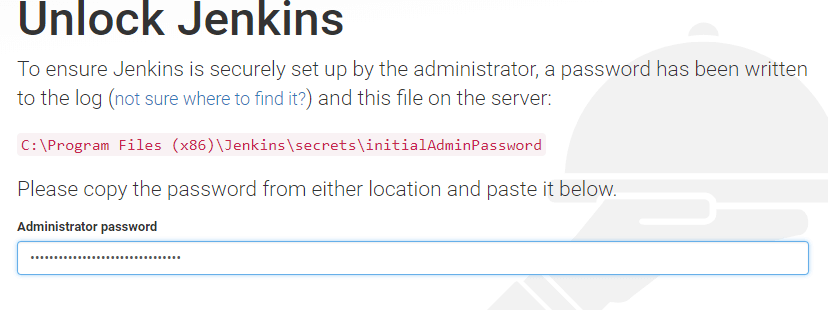 Unlock Jenkins
To ensure Jenkins is securely set up by the administrator, a password has been written
to the log (not sure where to find it?) and this file on the server:
C:\Program Files (x86)\Jenkins\secrets\initialAdminPassword
Please copy the password from either location and paste it below.
Administrator password
••••••••••••••••••••••••••••••••